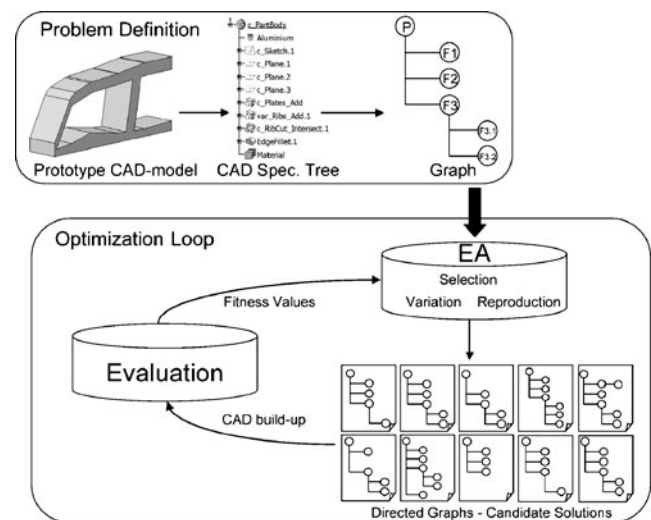 Problem Definition
Prototype CAD-model
c_PartBody
Aluminium
c_Sketch.1
c_Plane.1
c_Plane.2
c_Plane.3
c_Plates_Add
var_Ribs_Add.1
c_RibCut_Intersect.1
EdgeFillet.1
Material
CAD Spec. Tree
P
F1
F2
F3
F3.1
F3.2
Graph
Optimization Loop
EA
Selection
Variation Reproduction
Fitness Values
Evaluation
CAD build-up
Directed Graphs - Candidate Solutions